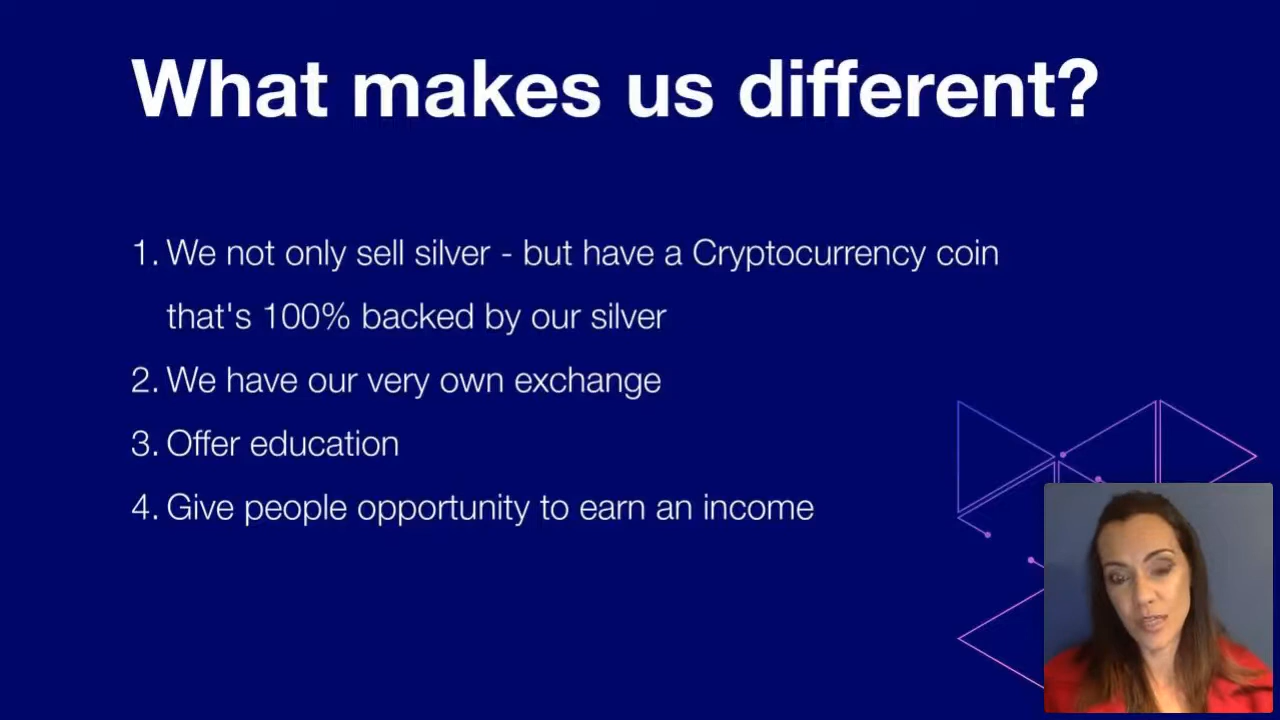 What makes us different?
1. We not only sell silver - but have a Cryptocurrency coin
that's 100% backed by our silver
2. We have our very own exchange
3. Offer education
4. Give people opportunity to earn an income